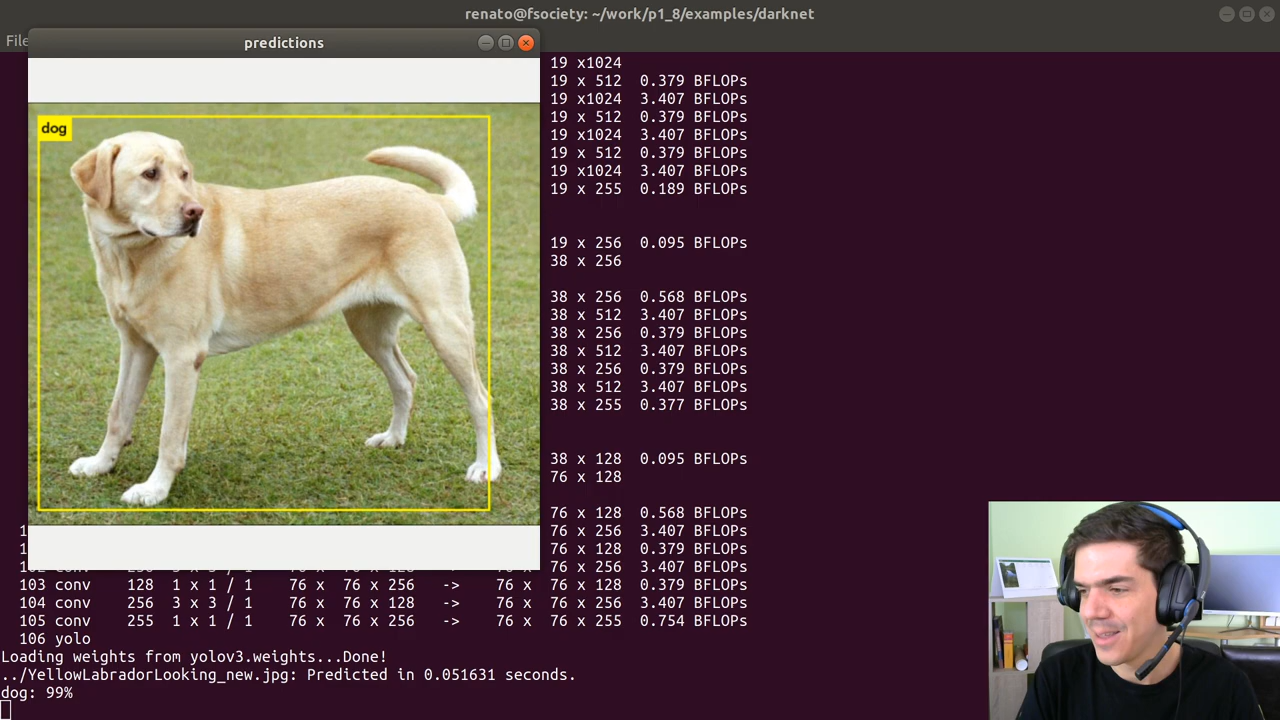 renato@fsociety: ~/work/p1_8/examples/darknet
File
predictions
dog
19 x1024
19 x 512 0.379 BFLOPs
19 x1024 3.407 BFLOPs
19 x 512 0.379 BFLOPs
19 x1024 3.407 BFLOPs
19 x 512 0.379 BFLOPs
19 x1024 3.407 BFLOPs
19 x 255 0.189 BFLOPs
19 x 256 0.095 BFLOPs
38 x 256
38 x 256 0.568 BFLOPs
38 x 512 3.407 BFLOPs
38 x 256 0.379 BFLOPs
38 x 512 3.407 BFLOPs
38 x 256 0.379 BFLOPs
38 x 512 3.407 BFLOPs
38 x 255 0.377 BFLOPs
38 x 128 0.095 BFLOPs
76 x 128
76 x 128 0.568 BFLOPs
1 76 x 256 3.407 BFLOPs
1 76 x 128 0.379 BFLOPs
76 x 256 3.407 BFLOPs
103 conv 128 1 x 1 / 1 76 x 76 x 256 -> 76 x 76 x 128 0.379 BFLOPs
104 conv 256 3 x 3 / 1 76 x 76 x 128 -> 76 x 76 x 256 3.407 BFLOPs
105 conv 255 1 x 1 / 1 76 x 76 x 256 -> 76 x 76 x 255 0.754 BFLOPs
106 yolo
Loading weights from yolov3.weights...Done!
../YellowLabradorLooking_new.jpg: Predicted in 0.051631 seconds.
dog: 99%